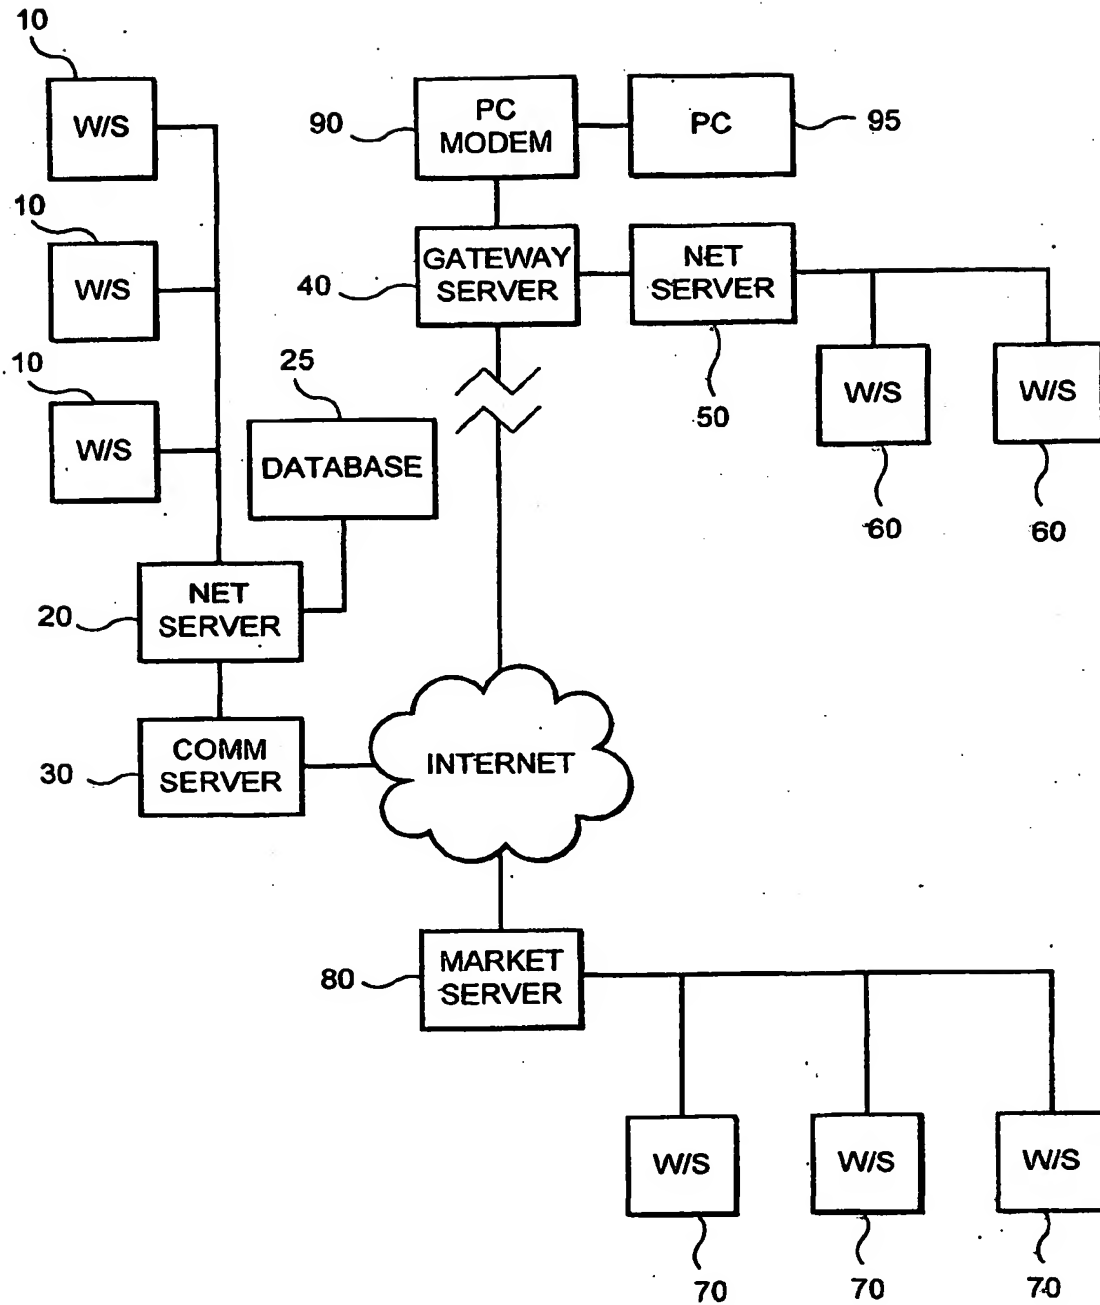 10
W/S
10
W/S
10
W/S
90
PC
MODEM
PC
95
40
GATEWAY
SERVER
NET
SERVER
50
W/S
W/S
60
60
25
DATABASE
20
NET
SERVER
30
COMM
SERVER
INTERNET
80
MARKET
SERVER
W/S
W/S
W/S
70
70
70